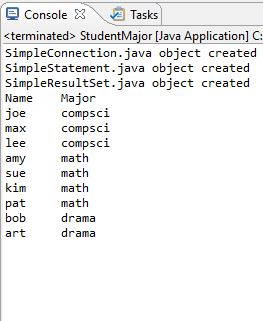 Console Tasks
<terminated> StudentMajor [Java Application] C:
SimpleConnection.java object created
SimpleStatement.java object created
SimpleResultSet.java object created
Name Major
joe compsci
max compsci
lee compsci
amy math
sue math
kim math
pat math
bob drama
art drama